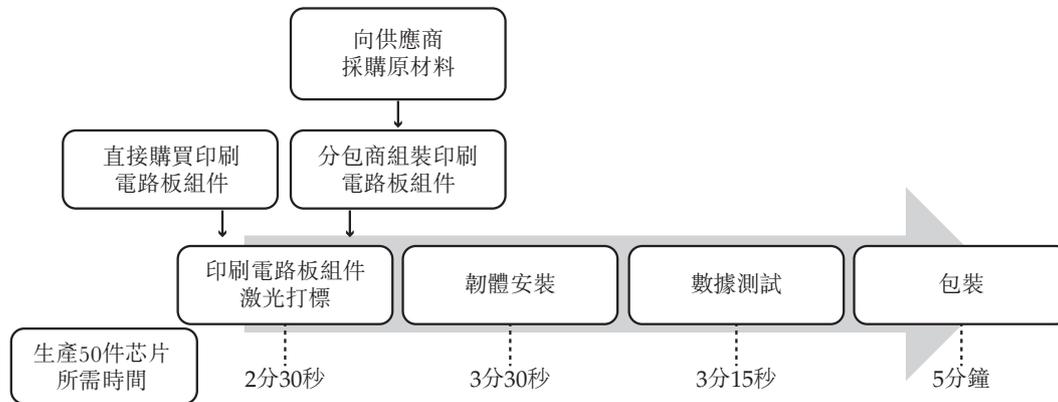 向供應商
採購原材料
直接購買印刷
電路板組件
分包商組裝印刷
電路板組件
印刷電路板組件
激光打標
韌體安裝
數據測試
包裝
生產50件芯片
所需時間
2分30秒
3分30秒
3分15秒
5分鐘